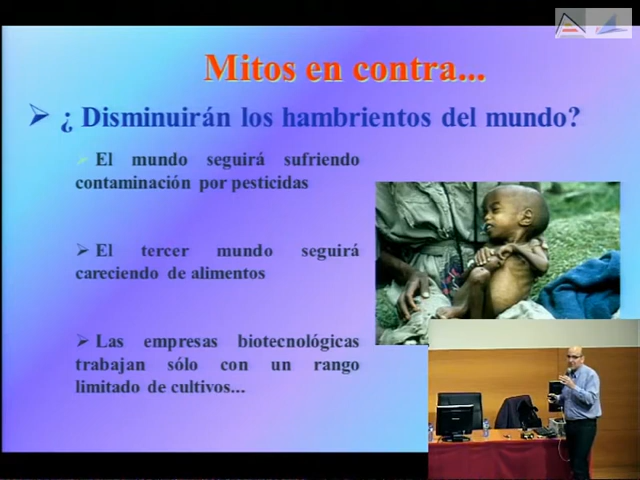 Mitos en contra...
¿ Disminuirán los hambrientos del mundo?
El mundo seguirá sufriendo
contaminación por pesticidas
El tercer mundo seguirá
careciendo de alimentos
Las empresas biotecnológicas
trabajan sólo con un rango
limitado de cultivos...